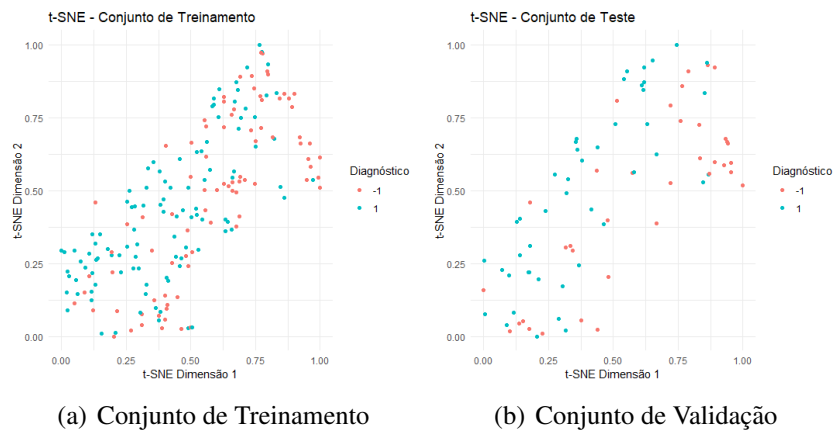 t-SNE - Conjunto de Treinamento
1.00
0.75
0.50
0.25
0.00
t-SNE Dimensão 2
0.00 0.25 0.50 0.75 1.00
t-SNE Dimensão 1
Diagnóstico
-1
1
(a) Conjunto de Treinamento
t-SNE - Conjunto de Teste
1.00
0.75
0.50
0.25
0.00
t-SNE Dimensão 2
0.00 0.25 0.50 0.75 1.00
t-SNE Dimensão 1
Diagnóstico
-1
1
(b) Conjunto de Validação